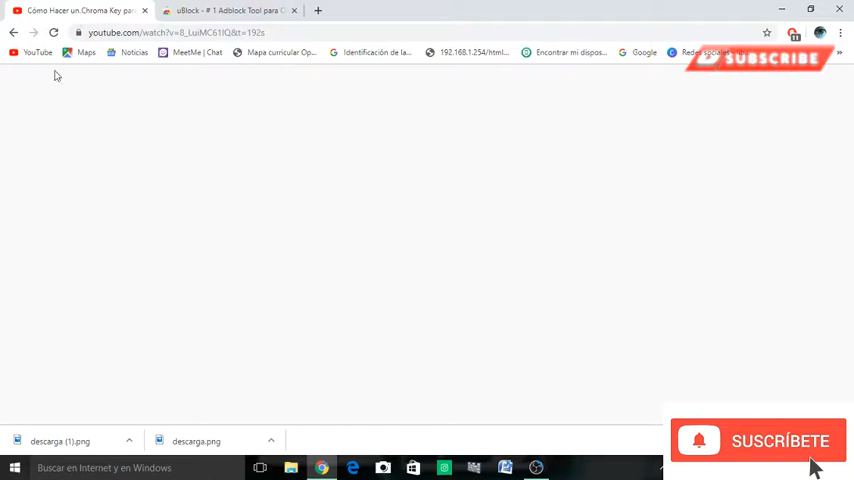 Cómo Hacer un.Chroma Key par
uBlock - # 1 Adblock Tool para C
youtube.com/watch?v=8_LuiMC61IQ&t=192s
YouTube Maps Noticias MeetMe | Chat Mapa curricular Op... Identificación de la... 192.168.1.254/html... Encontrar mi dispos... Google Redes sociales
SUBSCRIBE
descarga (1).png descarga.png
SUSCRÍBETE
Buscar en Internet y en Windows